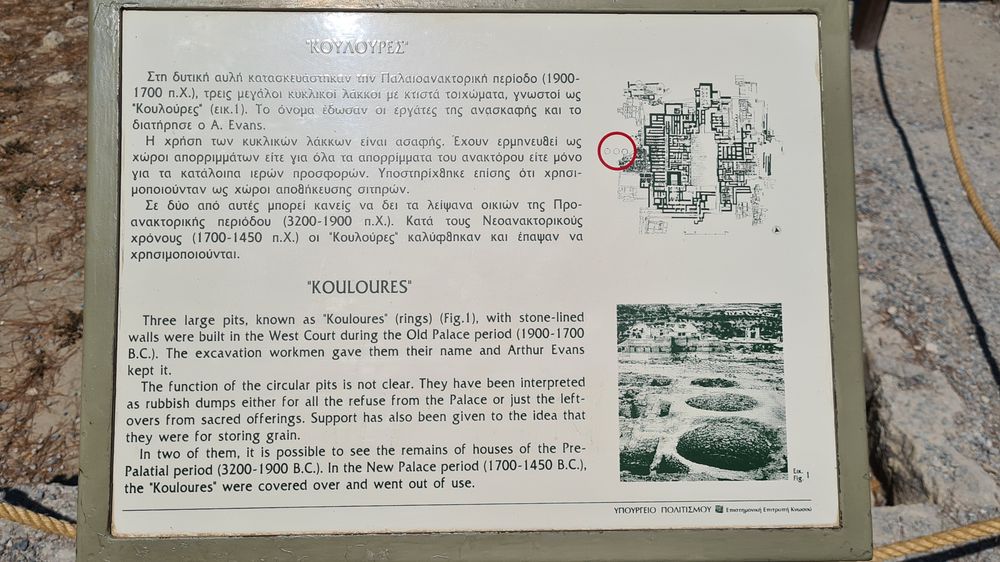 "ΚΟΥΛΟΥΡΕΣ"
Στη δυτική αυλή κατασκευάστηκαν την Παλαιοανακτορική περίοδο (1900-
1700 π.Χ.), τρεις μεγάλοι κυκλικοί λάκκοι με κτιστά τοιχώματα, γνωστοί ως
"Κουλούρες" (εικ.1). Το όνομα έδωσαν οι εργάτες της ανασκαφής και το
διατήρησε ο Α. Evans.
Η χρήση των κυκλικών λάκκων είναι ασαφής. Έχουν ερμηνευθεί ως
χώροι απορριμμάτων είτε για όλα τα απορρίμματα του ανακτόρου είτε μόνο
για τα κατάλοιπα ιερών προσφορών. Υποστηρίχθηκε επίσης ότι χρησι-
μοποιούνταν ως χώροι αποθήκευσης σιτηρών.
Σε δύο από αυτές μπορεί κανείς να δει τα λείψανα οικιών της Προ-
ανακτορικής περιόδου (3200-1900 π.Χ.). Κατά τους Νεοανακτορικούς
χρόνους (1700-1450 π.Χ.) οι "Κουλούρες" καλύφθηκαν και έπαψαν να
χρησιμοποιούνται.
"KOULOURES"
Three large pits, known as "Kouloures" (rings) (Fig.1), with stone-lined
walls were built in the West Court during the Old Palace period (1900-1700
B.C.). The excavation workmen gave them their name and Arthur Evans
kept it.
The function of the circular pits is not clear. They have been interpreted
as rubbish dumps either for all the refuse from the Palace or just the left-
overs from sacred offerings. Support has also been given to the idea that
they were for storing grain.
In two of them, it is possible to see the remains of houses of the Pre-
Palatial period (3200-1900 B.C.). In the New Palace period (1700-1450 B.C.),
the "Kouloures" were covered over and went out of use.
Εικ.
Fig. 1
ΥΠΟΥΡΓΕΙΟ ΠΟΛΙΤΙΣΜΟΥ Επιστημονική Επιτροπή Κνωσού